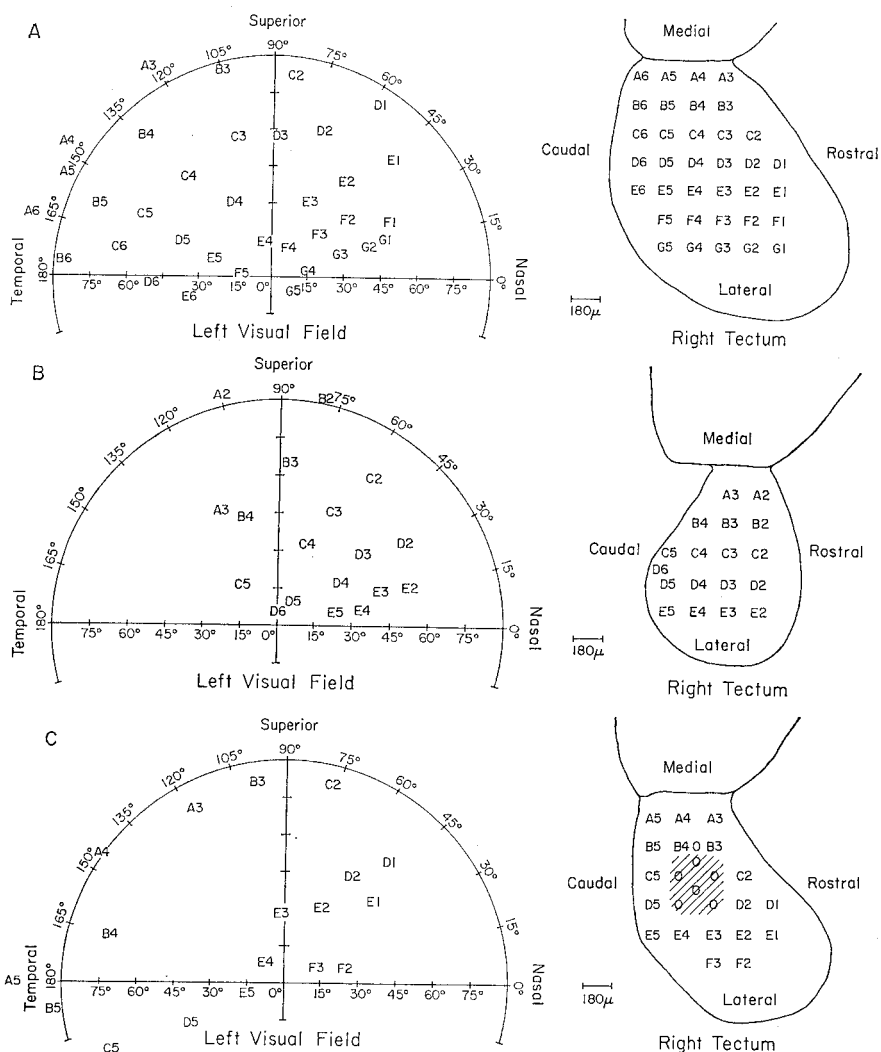 A
Superior
105° 90° 75°
A3 B3 C2
120° 60°
D1
135° 45°
A4 B4 C3 D3 D2
150° 30°
A5 C4 E1
E2
A6 165° B5 C5 D4 E3 15°
F2 F1
B6 C6 D5 E4 F3 G1
E5 F4 G3 G2
F5 G4
Temporal 180° Nasal 0°
75° 60° D6 45° 30° 15° 0° 15° 30° 45° 60° 75°
E6 G5
Left Visual Field
Medial
A6 A5 A4 A3
B6 B5 B4 B3
C6 C5 C4 C3 C2
Caudal Rostral
D6 D5 D4 D3 D2 D1
E6 E5 E4 E3 E2 E1
F5 F4 F3 F2 F1
G5 G4 G3 G2 G1
Lateral
180μ
Right Tectum
B
Superior
A2 90° B2 75°
120° 60°
135° B3 45°
C2
150° A3 B4 C3 30°
C4 D3 D2
165° 15°
C5 D5 D4 E3 E2
D6 E5 E4
Temporal 180° Nasal 0°
75° 60° 45° 30° 15° 0° 15° 30° 45° 60° 75°
Left Visual Field
Medial
A3 A2
B4 B3 B2
Caudal C5 C4 C3 C2 Rostral
D6
D5 D4 D3 D2
E5 E4 E3 E2
Lateral
180μ
Right Tectum
C
Superior
105° 90° 75°
120° B3 C2 60°
A3
135° 45°
150° A4 D1
D2 30°
E3 E2 E1
165° B4 15°
E4 F3 F2
A5 Temporal 180° Nasal 0°
75° 60° 45° 30° E5 15° 0° 15° 30° 45° 60° 75°
B5
D5
C5
Left Visual Field
Medial
A5 A4 A3
B5 B4 O B3
O
Caudal C5 O O C2 Rostral
O
D5 O O D2 D1
E5 E4 E3 E2 E1
F3 F2
Lateral
180μ
Right Tectum